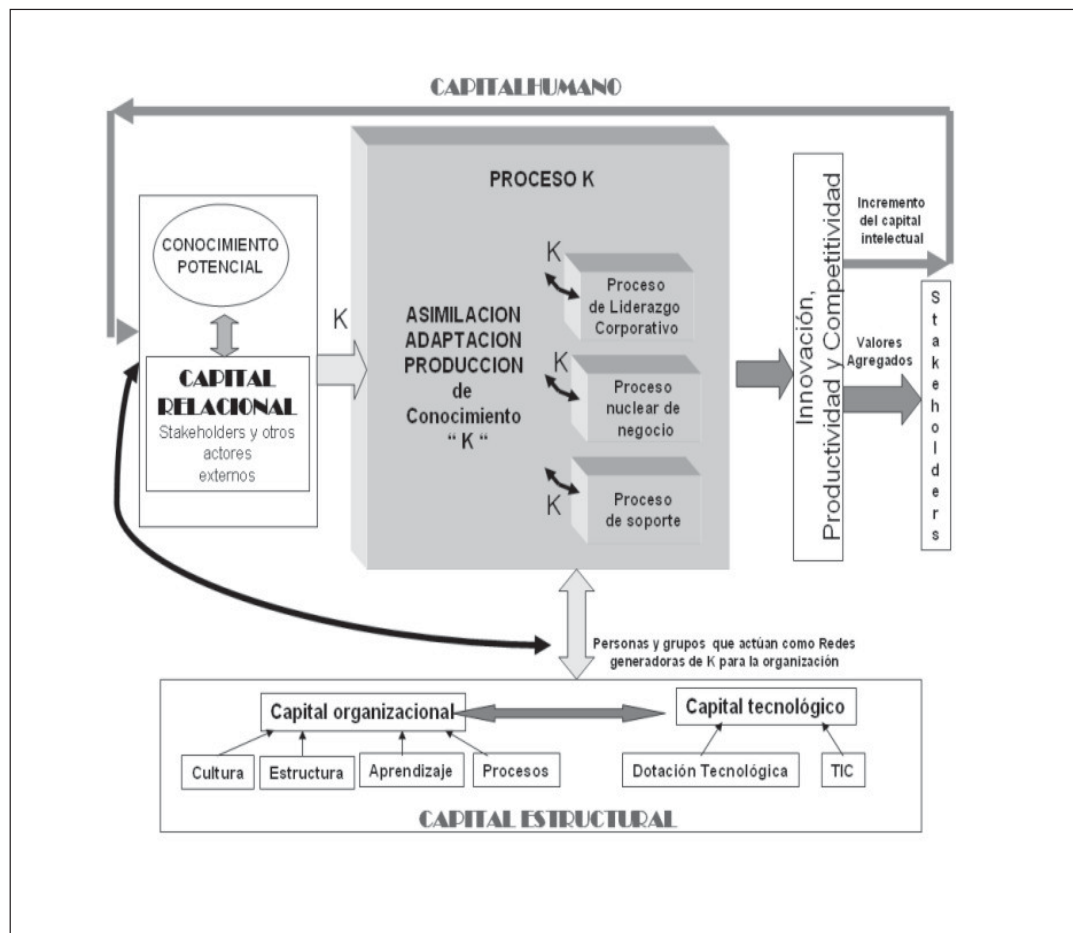 CAPITALHUMANO
CONOCIMIENTO
POTENCIAL
CAPITAL
RELACIONAL
Stakeholders y otros
actores
externos
K
PROCESO K
ASIMILACION
ADAPTACION
PRODUCCION
de
Conocimiento
“ K “
K
Proceso
de Liderazgo
Corporativo
K
Proceso
nuclear de
negocio
K
Proceso
de soporte
Innovación,
Productividad y Competitividad
Incremento
del capital
intelectual
Valores
Agregados
Stakeholders
Personas y grupos que actúan como Redes
generadoras de K para la organización
Capital organizacional
Capital tecnológico
Cultura
Estructura
Aprendizaje
Procesos
Dotación Tecnológica
TIC
CAPITAL ESTRUCTURAL